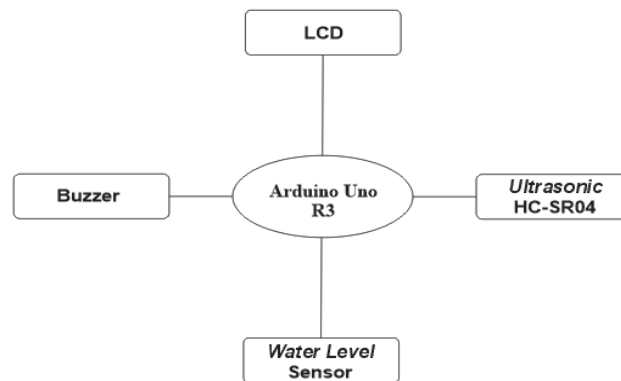 LCD
Buzzer
Arduino Uno
R3
Ultrasonic
HC-SR04
Water Level
Sensor